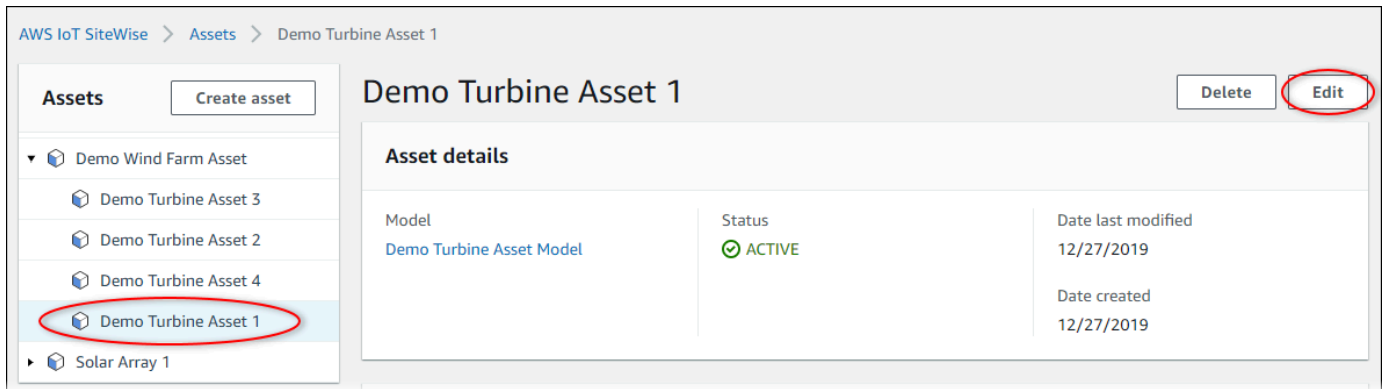 AWS IoT SiteWise > Assets > Demo Turbine Asset 1
Assets
Create asset
Demo Wind Farm Asset
Demo Turbine Asset 3
Demo Turbine Asset 2
Demo Turbine Asset 4
Demo Turbine Asset 1
Solar Array 1
Demo Turbine Asset 1
Delete
Edit
Asset details
Model
Demo Turbine Asset Model
Status
ACTIVE
Date last modified
12/27/2019
Date created
12/27/2019